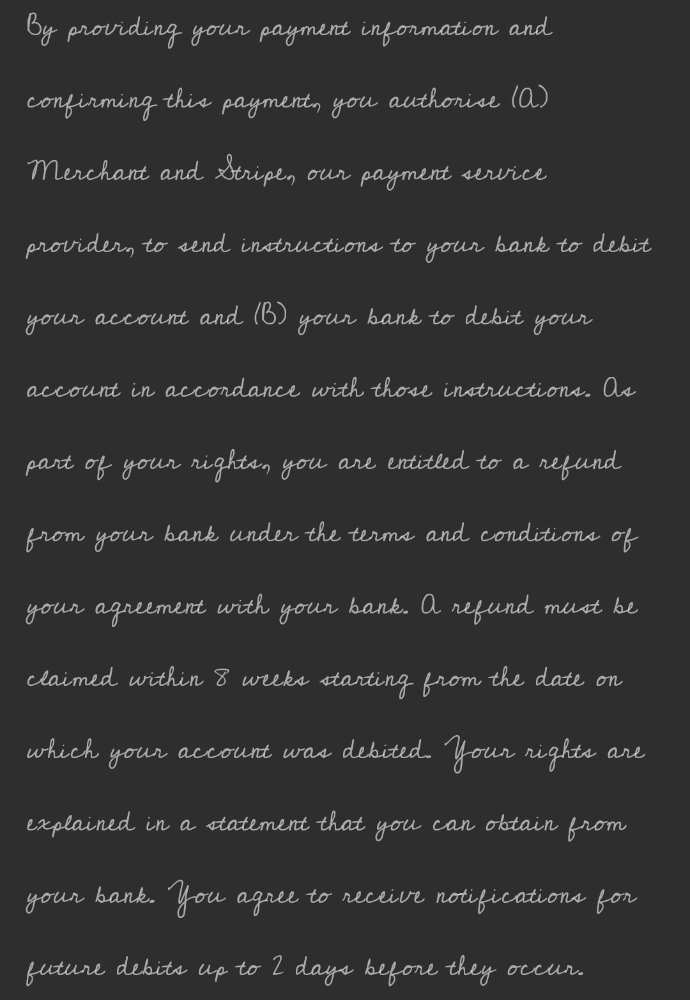 By providing your payment information and
confirming this payment, you authorise (A)
Merchant and Stripe, our payment service
provider, to send instructions to your bank to debit
your account and (B) your bank to debit your
account in accordance with those instructions. As
part of your rights, you are entitled to a refund
from your bank under the terms and conditions of
your agreement with your bank. A refund must be
claimed within 8 weeks starting from the date on
which your account was debited. Your rights are
explained in a statement that you can obtain from
your bank. You agree to receive notifications for
future debits up to 2 days before they occur.